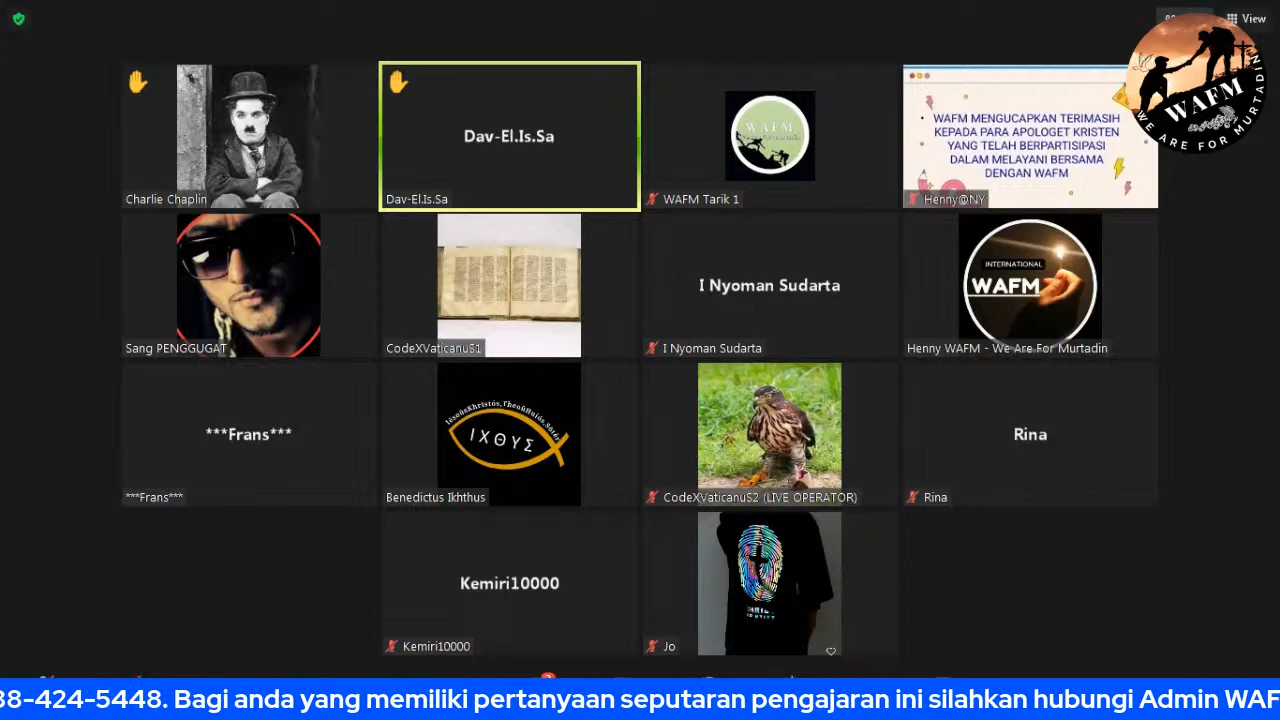 View
Charlie Chaplin
Dav-El.Is.Sa
Dav-El.Is.Sa
WAFM
WAFM Tarik 1
• WAFM MENGUCAPKAN TERIMASIH
KEPADA PARA APOLOGET KRISTEN
YANG TELAH BERPARTISIPASI
DALAM MELAYANI BERSAMA
DENGAN WAFM
Henny@NY
WAFM
WE ARE FOR MURTADIN
Sang PENGGUGAT
CodeXVaticanuS1
I Nyoman Sudarta
I Nyoman Sudarta
INTERNATIONAL
WAFM
Henny WAFM - We Are For Murtadin
***Frans***
***Frans***
ΙΧΘΥΣ
Benedictus Ikhthus
CodeXVaticanuS2 (LIVE OPERATOR)
Rina
Rina
Kemiri10000
Kemiri10000
Jo
38-424-5448. Bagi anda yang memiliki pertanyaan seputaran pengajaran ini silahkan hubungi Admin WAF